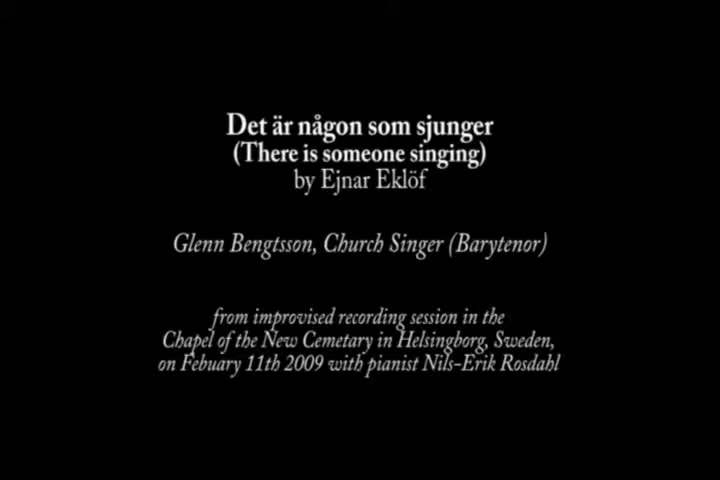 Det är någon som sjunger
(There is someone singing)
by Ejnar Eklöf
Glenn Bengtsson, Church Singer (Barytenor)
from improvised recording session in the
Chapel of the New Cemetary in Helsingborg, Sweden,
on Febuary 11th 2009 with pianist Nils-Erik Rosdahl